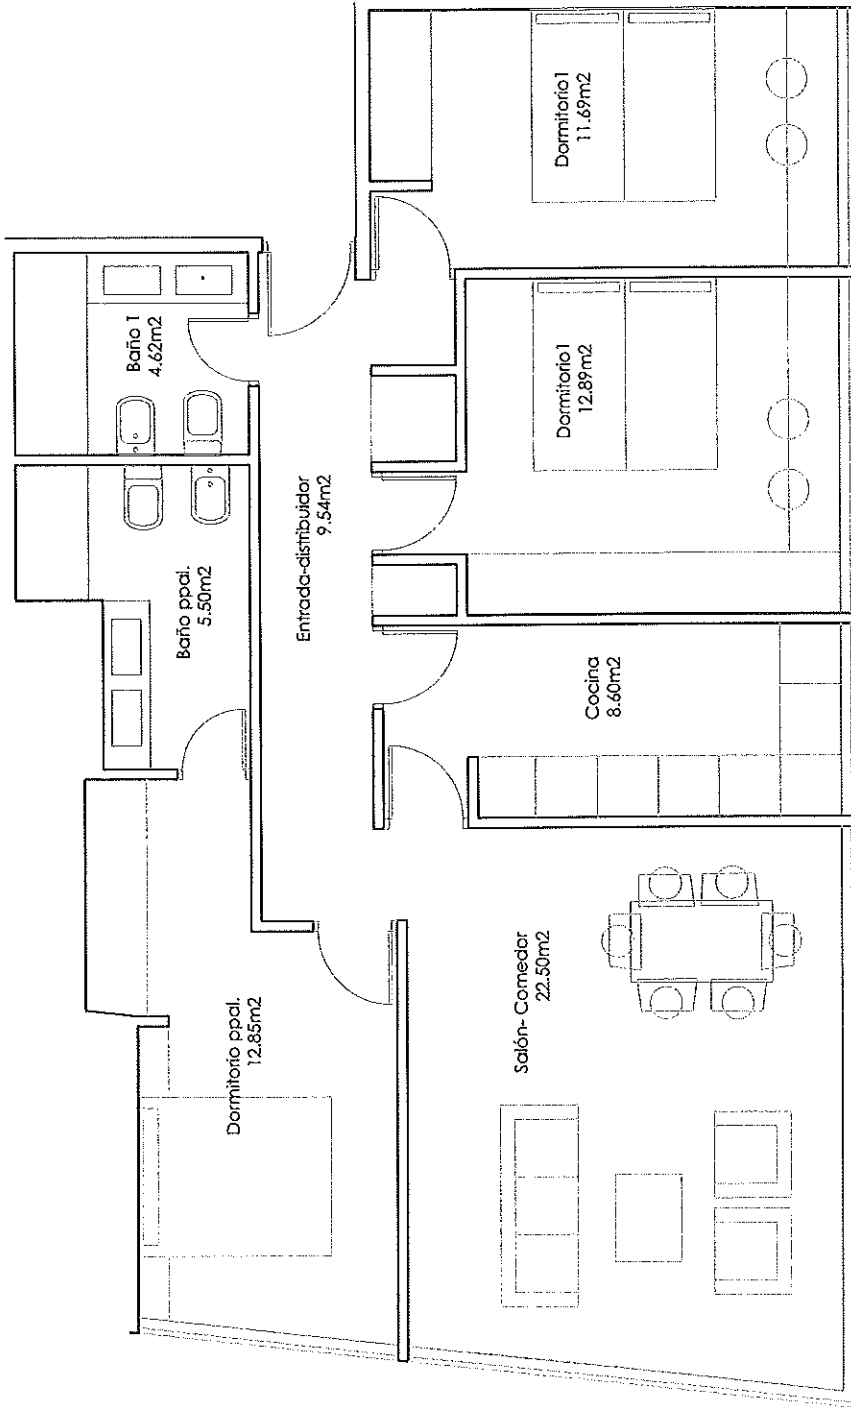 Dormitorio ppal.
12.85m2
Baño ppal.
5.50m2
Baño 1
4.62m2
Entrada-distribuidor
9.54m2
Salón- Comedor
22.50m2
Cocina
8.60m2
Dormitorio1
12.89m2
Dormitorio1
11.69m2